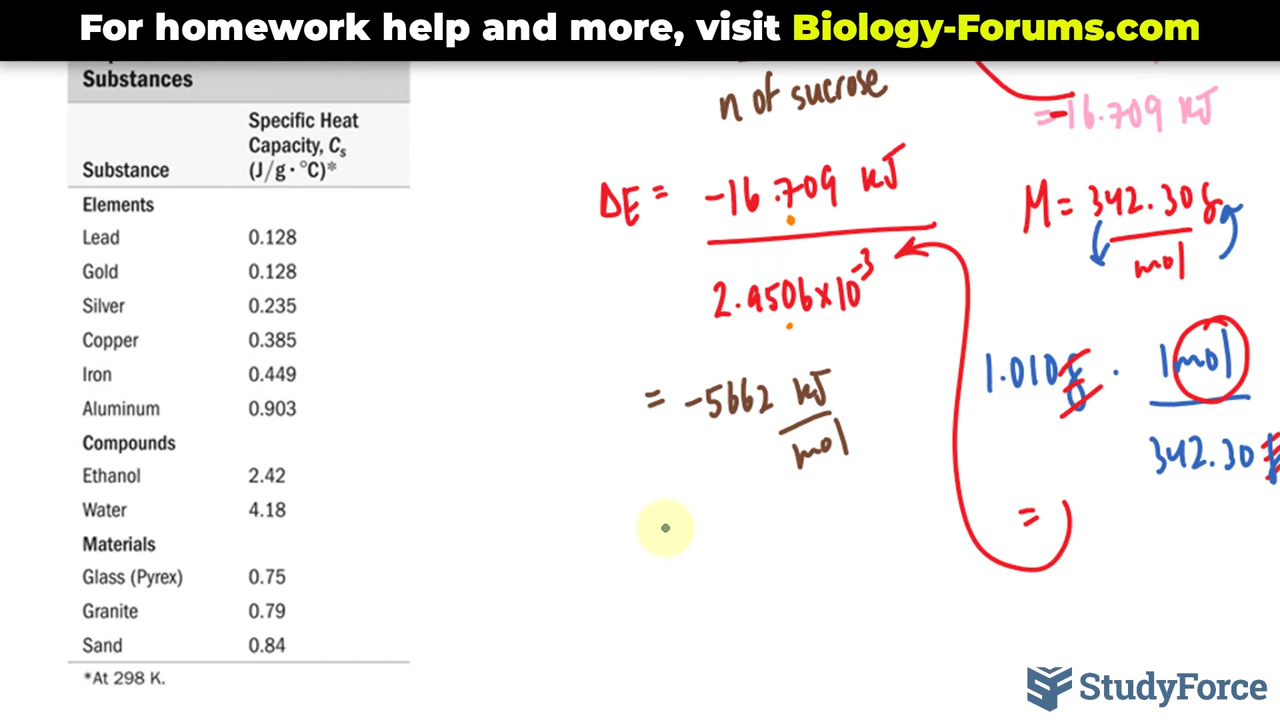 For homework help and more, visit Biology-Forums.com
Substances
Substance
Specific Heat
Capacity, Cs
(J/g · °C)*
Elements
Lead 0.128
Gold 0.128
Silver 0.235
Copper 0.385
Iron 0.449
Aluminum 0.903
Compounds
Ethanol 2.42
Water 4.18
Materials
Glass (Pyrex) 0.75
Granite 0.79
Sand 0.84
*At 298 K.
n of sucrose
ΔE = -16.709 kJ
2.9506×10⁻³
= -5662 kJ
mol
=-16.709 kJ
M = 342.30 g
mol
1.010 g · 1 mol
342.30 g
=
StudyForce